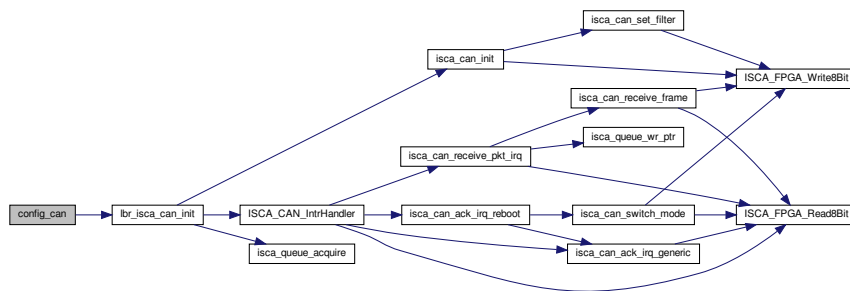 isca_can_set_filter
isca_can_init
ISCA_FPGA_Write8Bit
isca_can_receive_frame
isca_queue_wr_ptr
isca_can_receive_pkt_irq
config_can
lbr_isca_can_init
ISCA_CAN_IntrHandler
isca_can_ack_irq_reboot
isca_can_switch_mode
ISCA_FPGA_Read8Bit
isca_queue_acquire
isca_can_ack_irq_generic